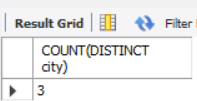 Result Grid
Filter
COUNT(DISTINCT
city)
3